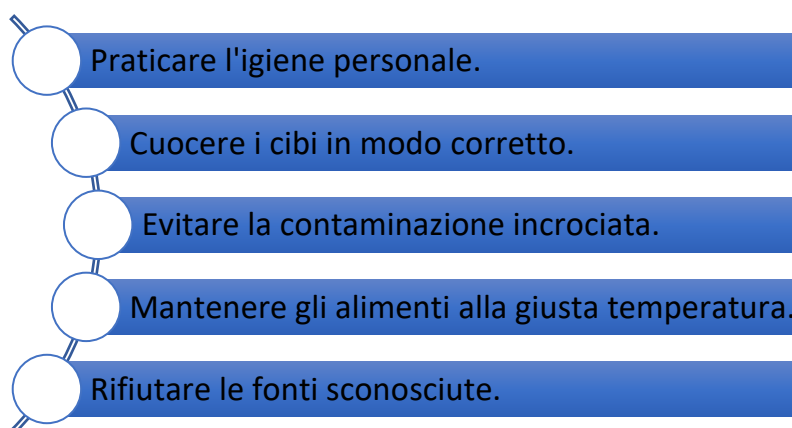 Praticare l'igiene personale.
Cuocere i cibi in modo corretto.
Evitare la contaminazione incrociata.
Mantenere gli alimenti alla giusta temperatura.
Rifiutare le fonti sconosciute.